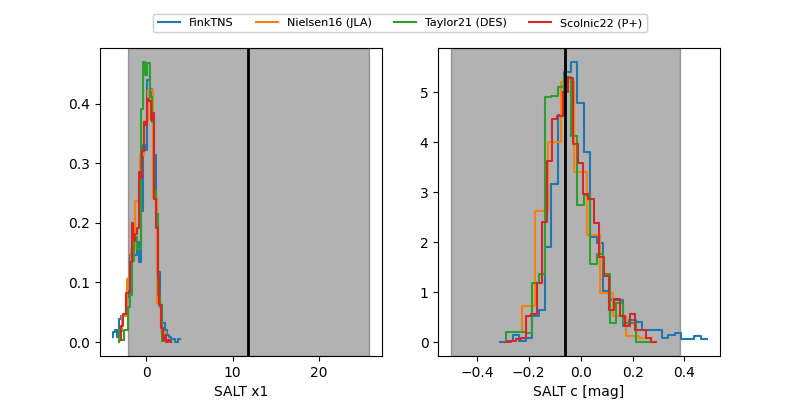 FinkTNS Nielsen16 (JLA) Taylor21 (DES) Scolnic22 (P+)
0.4
0.3
0.2
0.1
0.0
0 10 20
SALT x1
5
4
3
2
1
0
−0.4 −0.2 0.0 0.2 0.4
SALT c [mag]